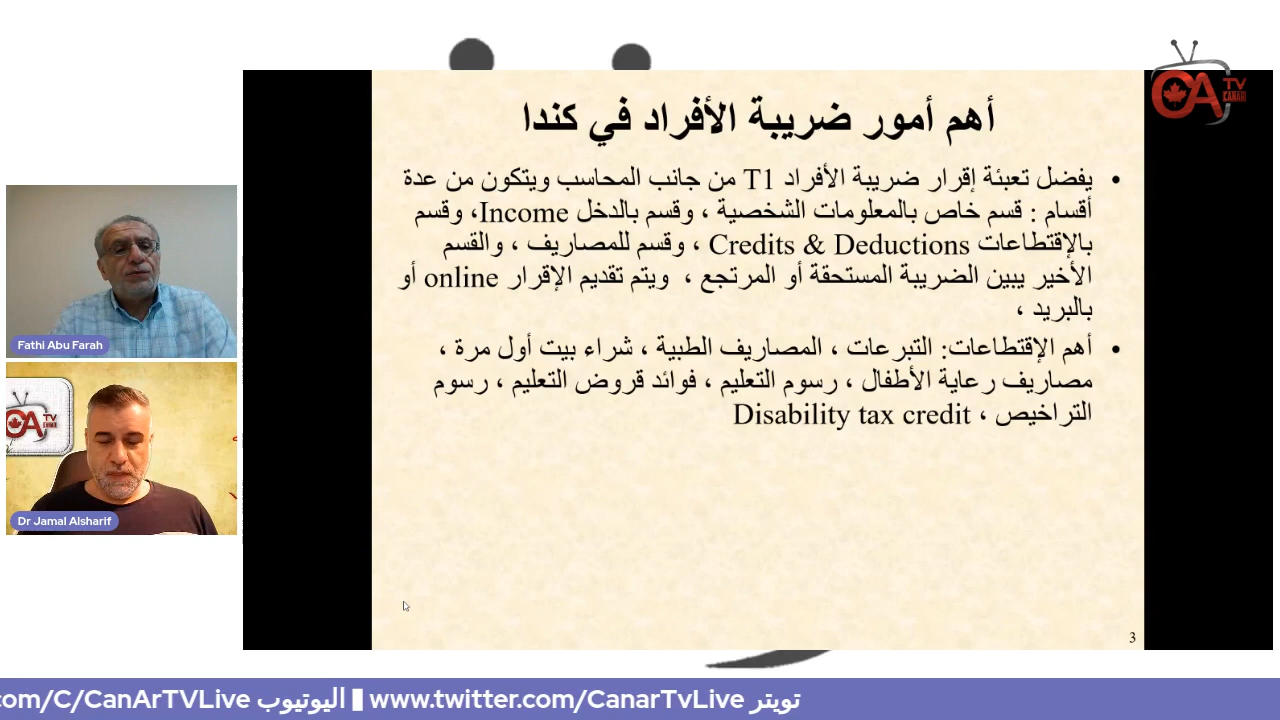 TV
CANAR
أهم أمور ضريبة الأفراد في كندا
• يفضل تعبئة إقرار ضريبة الأفراد T1 من جانب المحاسب ويتكون من عدة
أقسام : قسم خاص بالمعلومات الشخصية ، وقسم بالدخل Income، وقسم
بالإقتطاعات Credits & Deductions ، وقسم للمصاريف ، والقسم
الأخير يبين الضريبة المستحقة أو المرتجع ، ويتم تقديم الإقرار online أو
بالبريد ،
• أهم الإقتطاعات: التبرعات ، المصاريف الطبية ، شراء بيت أول مرة ،
مصاريف رعاية الأطفال ، رسوم التعليم ، فوائد قروض التعليم ، رسوم
التراخيص ، Disability tax credit
3
Fathi Abu Farah
CA TV
Dr Jamal Alsharif
com/C/CanArTVLive اليوتيوب ▮ www.twitter.com/CanarTvLive تويتر